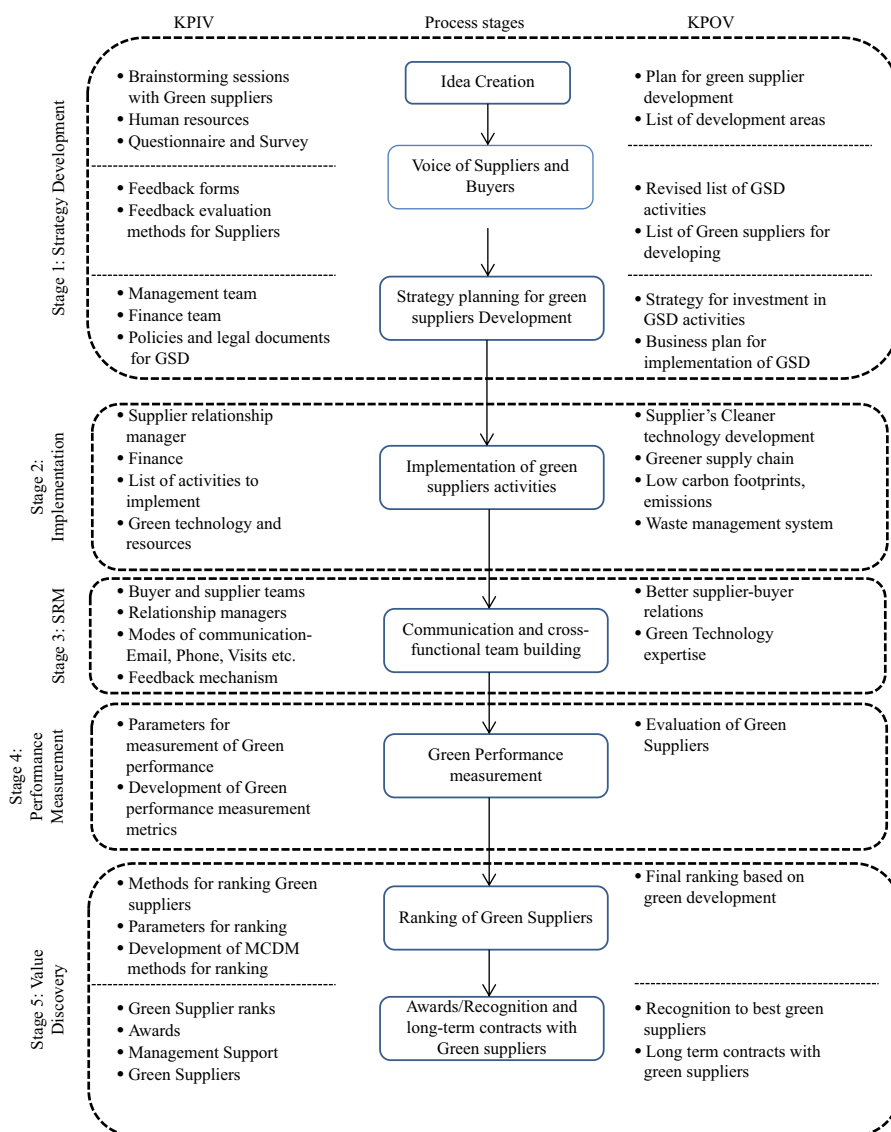 KPIV
Process stages
KPOV
Stage 1: Strategy Development
• Brainstorming sessions
with Green suppliers
• Human resources
• Questionnaire and Survey
Idea Creation
• Plan for green supplier
development
• List of development areas
• Feedback forms
• Feedback evaluation
methods for Suppliers
Voice of Suppliers and
Buyers
• Revised list of GSD
activities
• List of Green suppliers for
developing
• Management team
• Finance team
• Policies and legal documents
for GSD
Strategy planning for green
suppliers Development
• Strategy for investment in
GSD activities
• Business plan for
implementation of GSD
Stage 2:
Implementation
• Supplier relationship
manager
• Finance
• List of activities to
implement
• Green technology and
resources
Implementation of green
suppliers activities
• Supplier's Cleaner
technology development
• Greener supply chain
• Low carbon footprints,
emissions
• Waste management system
Stage 3: SRM
• Buyer and supplier teams
• Relationship managers
• Modes of communication-
Email, Phone, Visits etc.
• Feedback mechanism
Communication and cross-
functional team building
• Better supplier-buyer
relations
• Green Technology
expertise
Stage 4:
Performance
Measurement
• Parameters for
measurement of Green
performance
• Development of Green
performance measurement
metrics
Green Performance
measurement
• Evaluation of Green
Suppliers
Stage 5: Value
Discovery
• Methods for ranking Green
suppliers
• Parameters for ranking
• Development of MCDM
methods for ranking
Ranking of Green Suppliers
• Final ranking based on
green development
• Green Supplier ranks
• Awards
• Management Support
• Green Suppliers
Awards/Recognition and
long-term contracts with
Green suppliers
• Recognition to best green
suppliers
• Long term contracts with
green suppliers